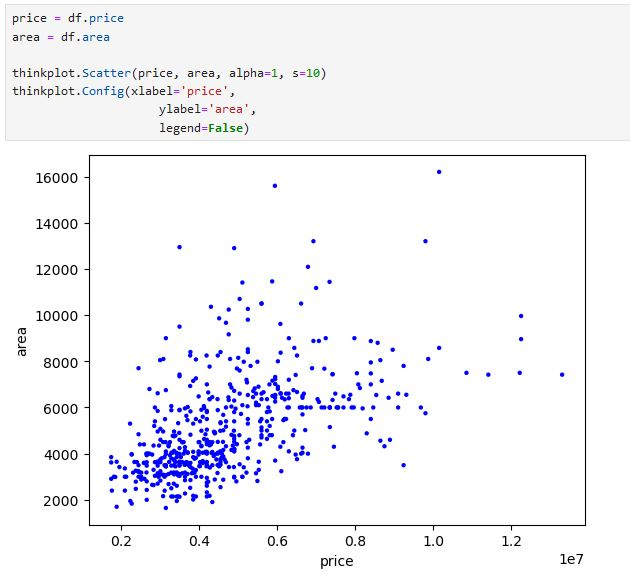 price = df.price
area = df.area
thinkplot.Scatter(price, area, alpha=1, s=10)
thinkplot.Config(xlabel='price',
ylabel='area',
legend=False)
16000
14000
12000
10000
8000
6000
4000
2000
area
0.2 0.4 0.6 0.8 1.0 1.2
1e7
price